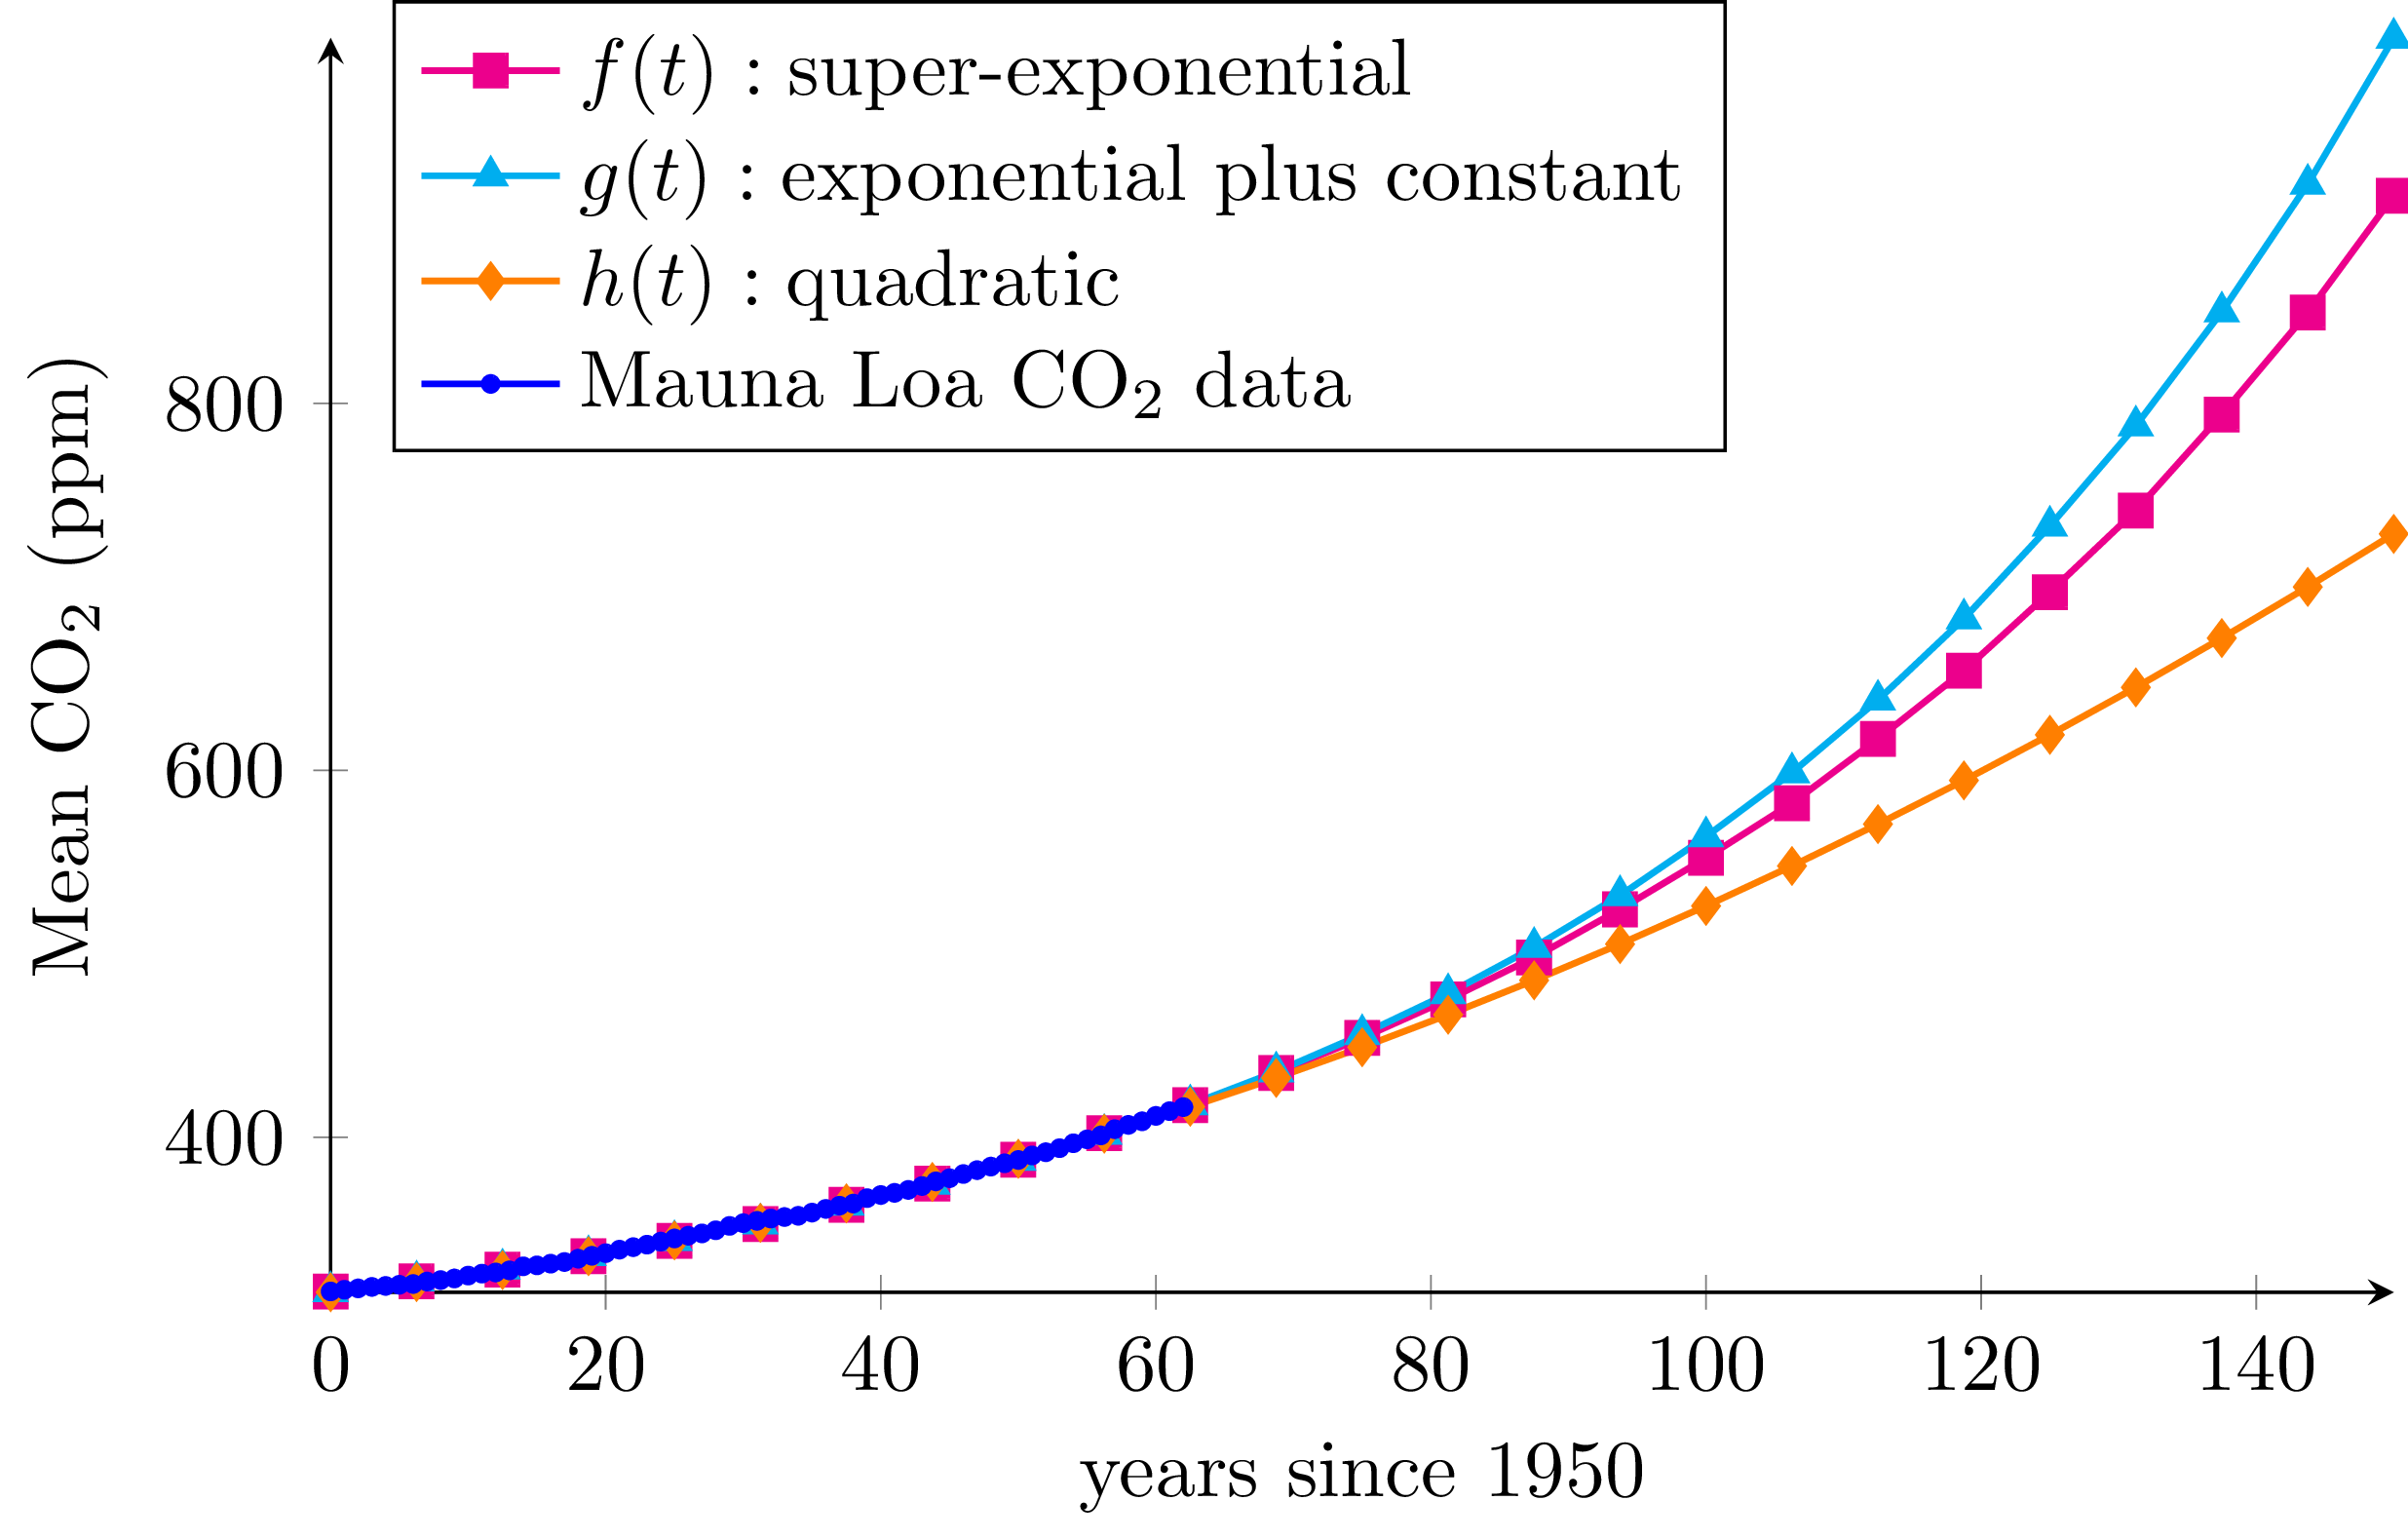 f(t) : super-exponential
g(t) : exponential plus constant
h(t) : quadratic
Mauna Loa CO₂ data
Mean CO₂ (ppm)
800
600
400
0 20 40 60 80 100 120 140
years since 1950